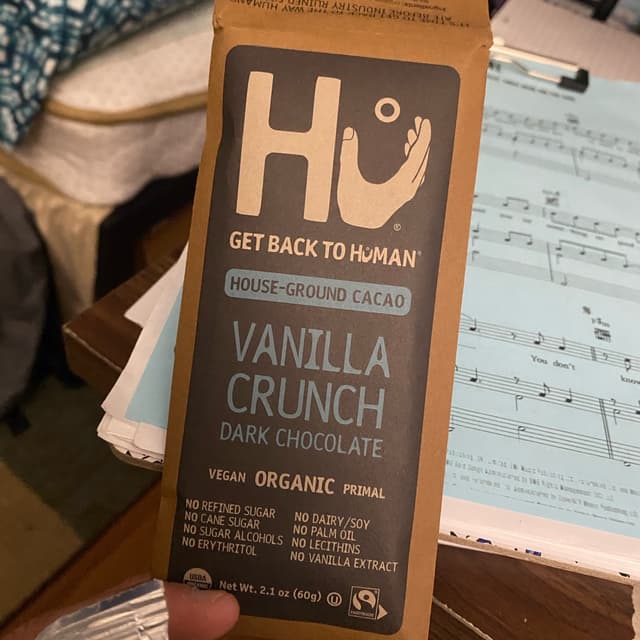 HU
GET BACK TO HUMAN®
HOUSE-GROUND CACAO
VANILLA
CRUNCH
DARK CHOCOLATE
VEGAN ORGANIC PRIMAL
NO REFINED SUGAR
NO CANE SUGAR
NO SUGAR ALCOHOLS
NO ERYTHRITOL
NO DAIRY/SOY
NO PALM OIL
NO LECITHINS
NO VANILLA EXTRACT
USDA
Net Wt. 2.1 oz (60g)
You don't